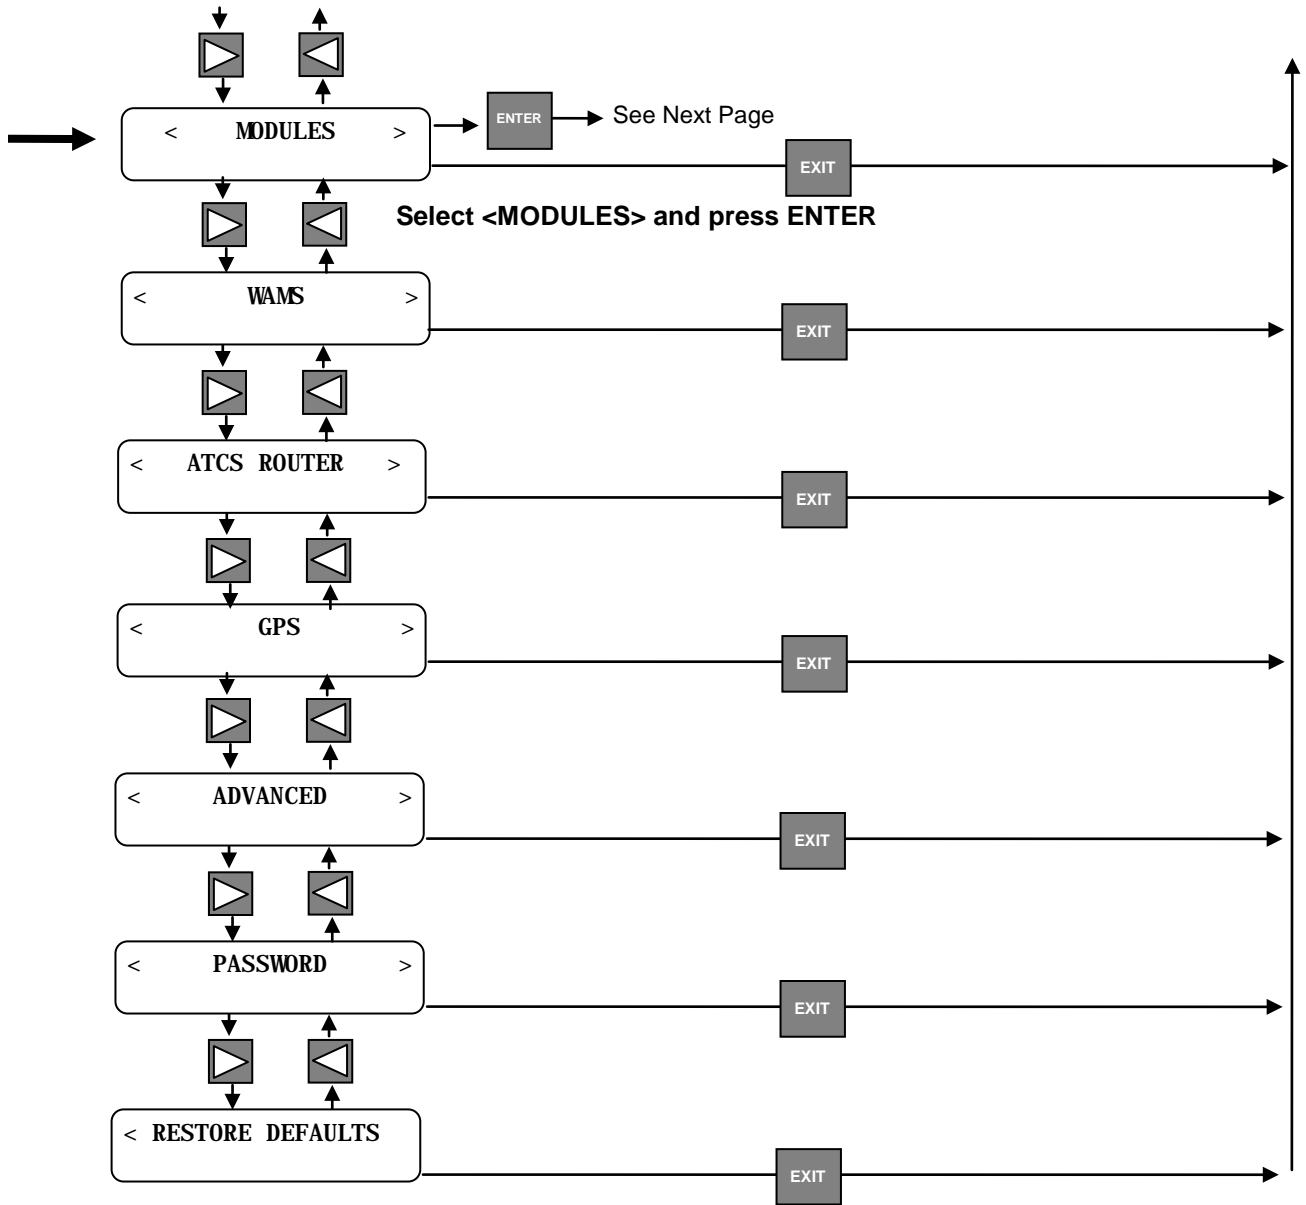 < MODULES >
ENTER
See Next Page
EXIT
Select <MODULES> and press ENTER
< WAMS >
EXIT
< ATCS ROUTER >
EXIT
< GPS >
EXIT
< ADVANCED >
EXIT
< PASSWORD >
EXIT
< RESTORE DEFAULTS
EXIT